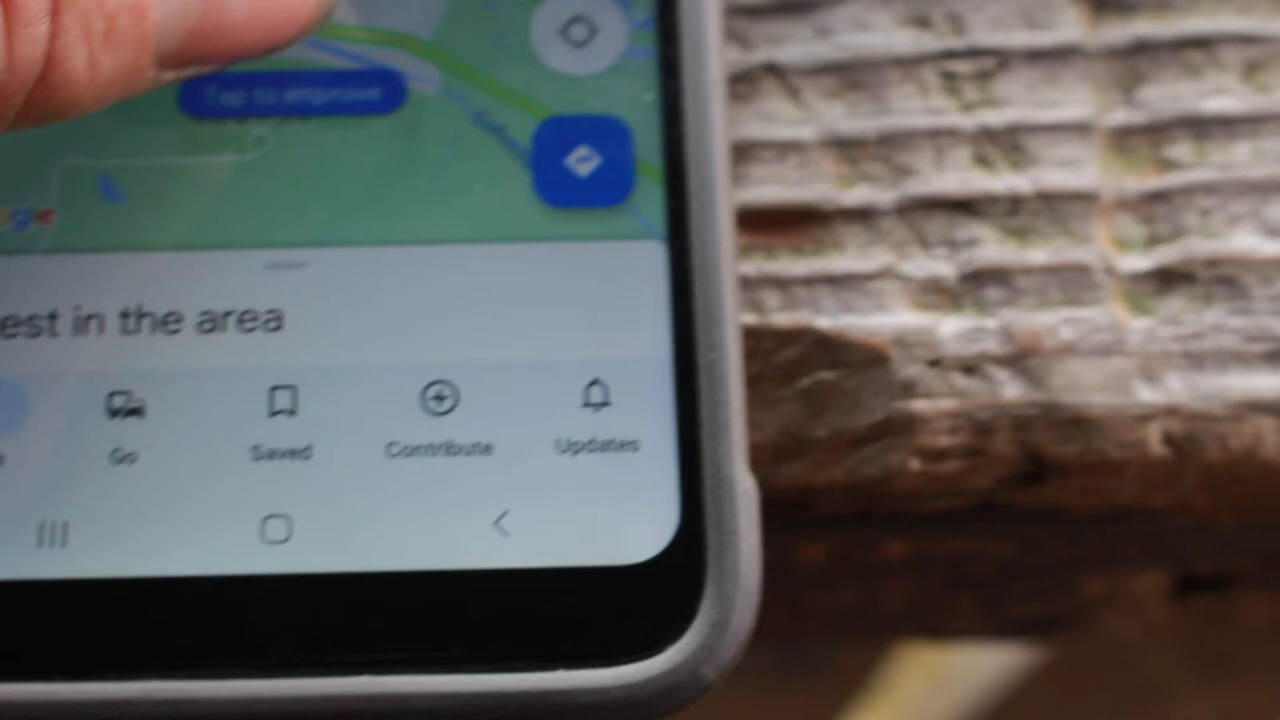 Tap to improve
est in the area
Go
Saved
Contribute
Updates